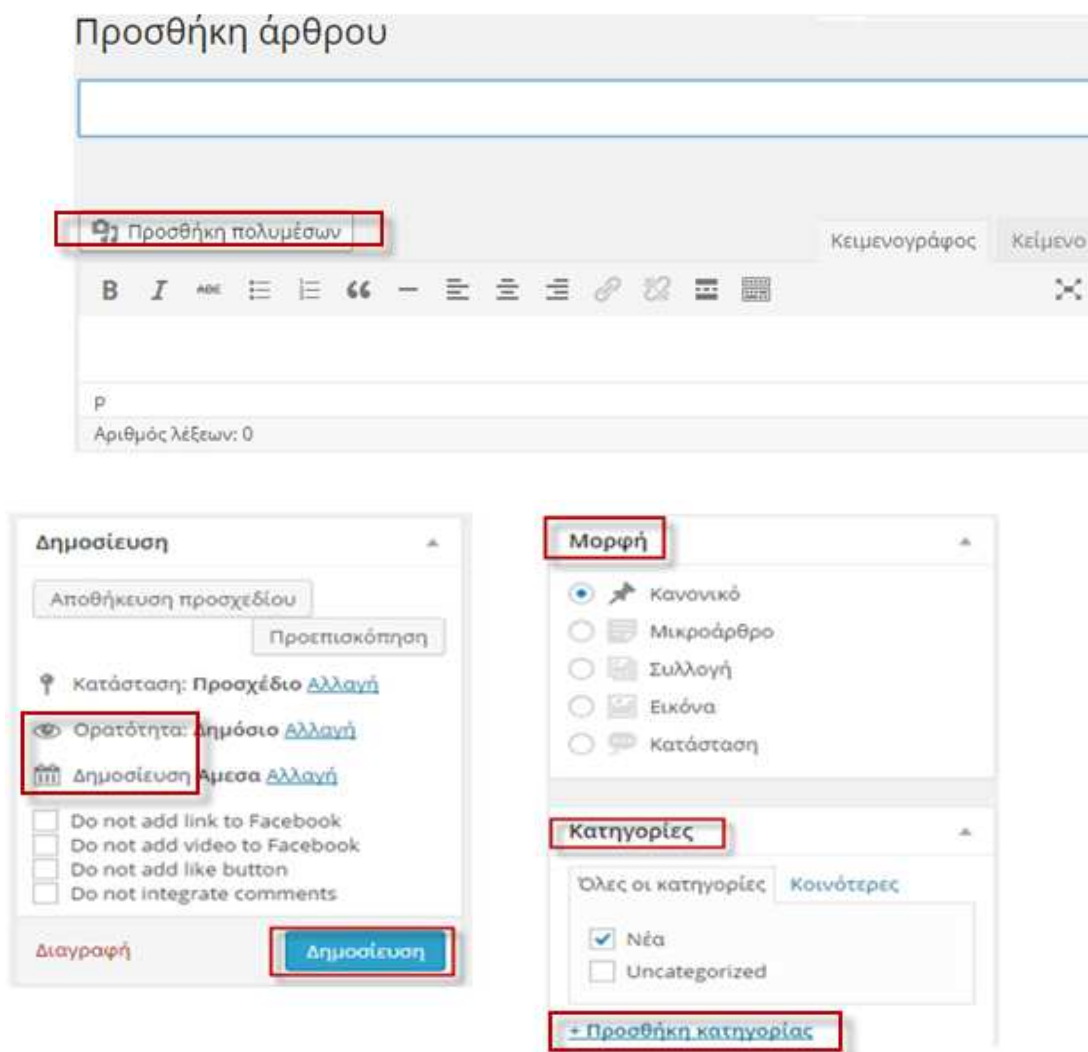 Προσθήκη άρθρου
Προσθήκη πολυμέσων
Κειμενογράφος Κείμενο
B I ABC
P
Αριθμός λέξεων: 0
Δημοσίευση
Αποθήκευση προσχεδίου
Προεπισκόπηση
Κατάσταση: Προσχέδιο Αλλαγή
Ορατότητα: Δημόσιο Αλλαγή
Δημοσίευση Άμεσα Αλλαγή
Do not add link to Facebook
Do not add video to Facebook
Do not add like button
Do not integrate comments
Διαγραφή Δημοσίευση
Μορφή
Κανονικό
Μικροάρθρο
Συλλογή
Εικόνα
Κατάσταση
Κατηγορίες
Όλες οι κατηγορίες Κοινότερες
Νέα
Uncategorized
+ Προσθήκη κατηγορίας